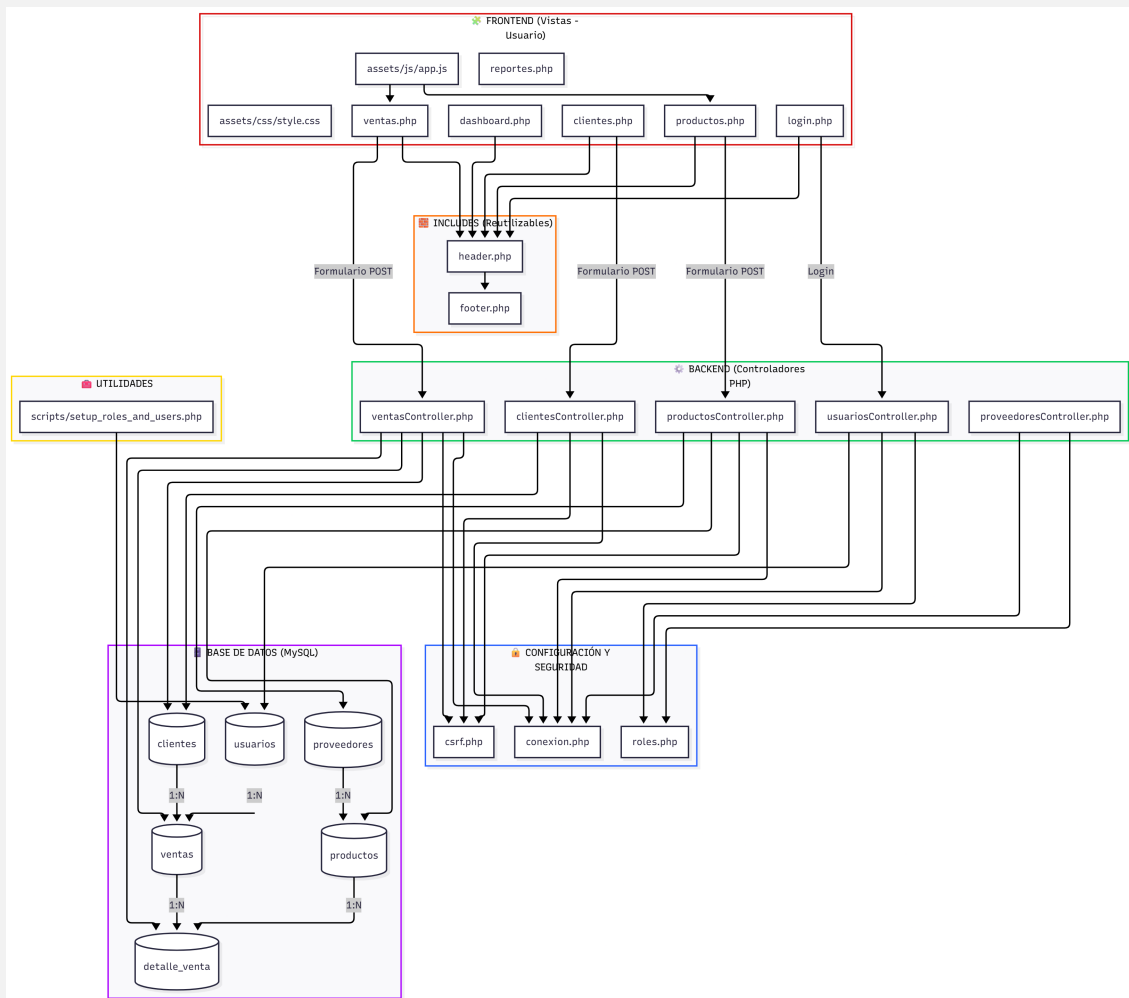 🧩 FRONTEND (Vistas -
Usuario)
assets/js/app.js
reportes.php
assets/css/style.css
ventas.php
dashboard.php
clientes.php
productos.php
login.php
🧱 INCLUDES (Reutilizables)
header.php
footer.php
Formulario POST
Formulario POST
Formulario POST
Login
🧰 UTILIDADES
scripts/setup_roles_and_users.php
⚙️ BACKEND (Controladores
PHP)
ventasController.php
clientesController.php
productosController.php
usuariosController.php
proveedoresController.php
🗄️ BASE DE DATOS (MySQL)
clientes
usuarios
proveedores
1:N
1:N
1:N
ventas
productos
1:N
1:N
detalle_venta
🔒 CONFIGURACIÓN Y
SEGURIDAD
csrf.php
conexion.php
roles.php